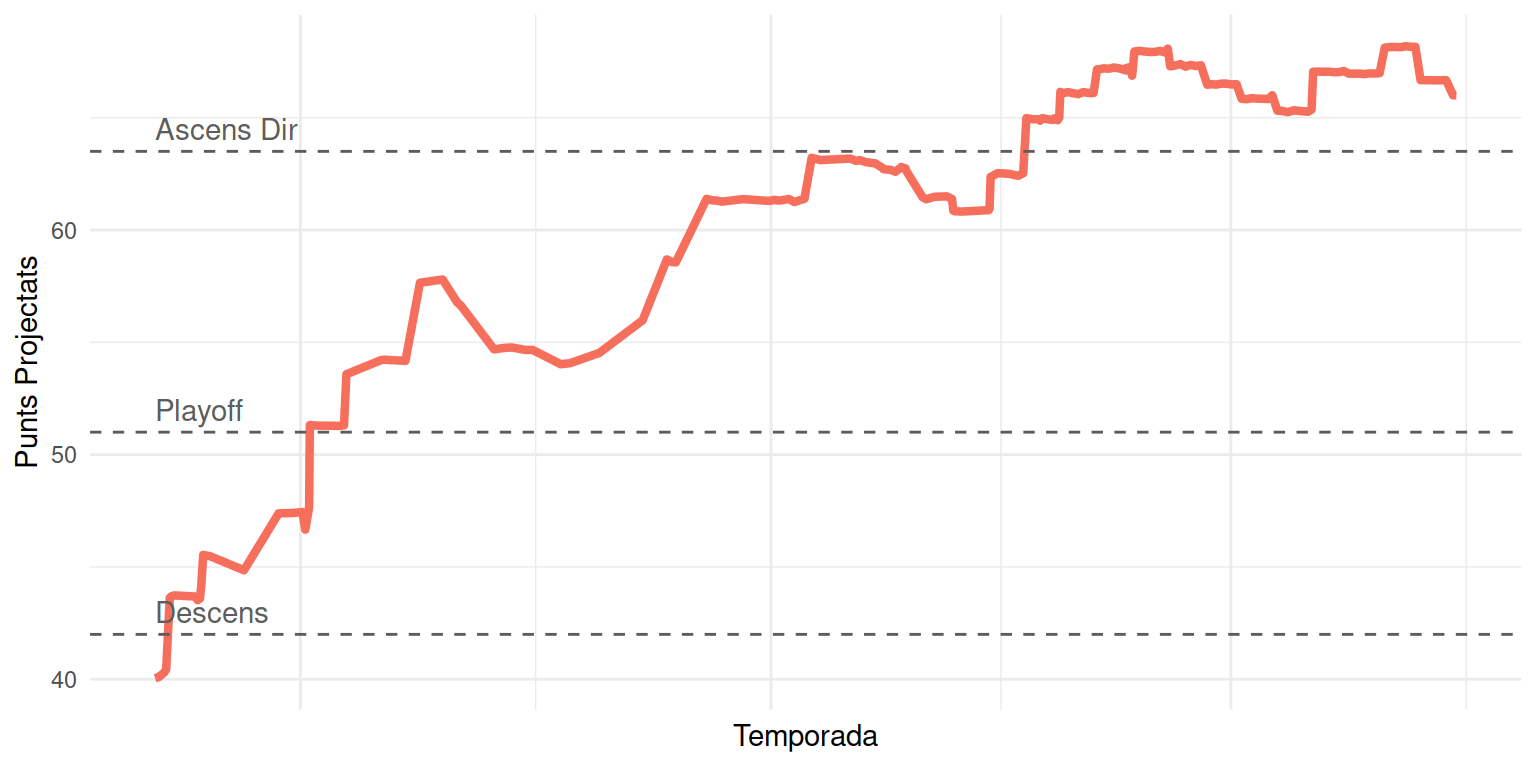 Ascens Dir
60
Playoff
50
Descens
40
Punts Projectats
Temporada